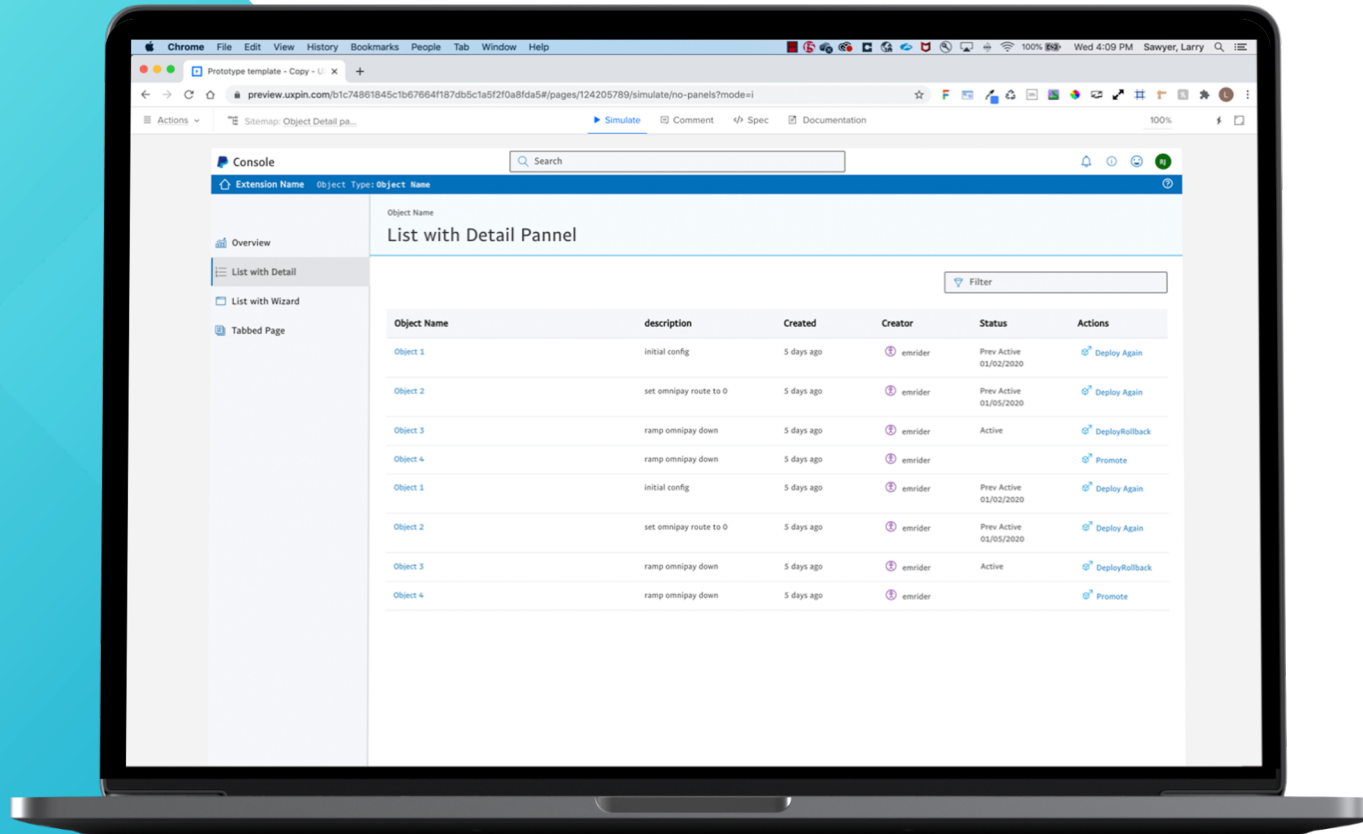 Chrome File Edit View History Bookmarks People Tab Window Help 100% Wed 4:09 PM Sawyer, Larry
Prototype template - Copy - U
preview.uxpin.com/b1c74861845c1b67664f187db5c1a5f2f0a8fda5#/pages/124205789/simulate/no-panels?mode=i
Actions Sitemap: Object Detail pa... Simulate Comment Spec Documentation 100%
Console Search RJ
Extension Name Object Type: Object Name
Object Name
List with Detail Pannel
Overview
List with Detail
List with Wizard
Tabbed Page
Filter
Object Name description Created Creator Status Actions
Object 1 initial config 5 days ago emrider Prev Active Deploy Again
01/02/2020
Object 2 set omnipay route to 0 5 days ago emrider Prev Active Deploy Again
01/05/2020
Object 3 ramp omnipay down 5 days ago emrider Active DeployRollback
Object 4 ramp omnipay down 5 days ago emrider Promote
Object 1 initial config 5 days ago emrider Prev Active Deploy Again
01/02/2020
Object 2 set omnipay route to 0 5 days ago emrider Prev Active Deploy Again
01/05/2020
Object 3 ramp omnipay down 5 days ago emrider Active DeployRollback
Object 4 ramp omnipay down 5 days ago emrider Promote